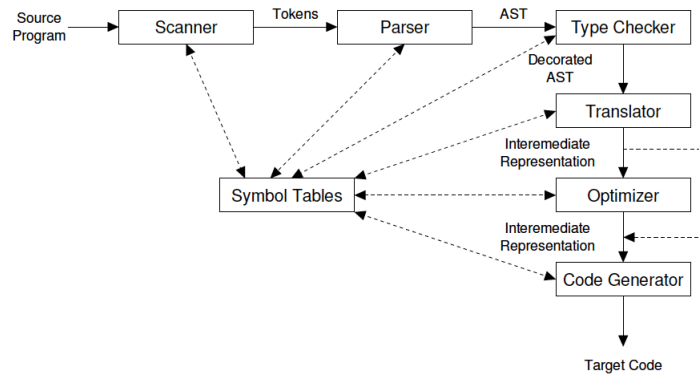 Source
Program
Scanner
Tokens
Parser
AST
Type Checker
Decorated
AST
Translator
Interemediate
Representation
Symbol Tables
Optimizer
Interemediate
Representation
Code Generator
Target Code